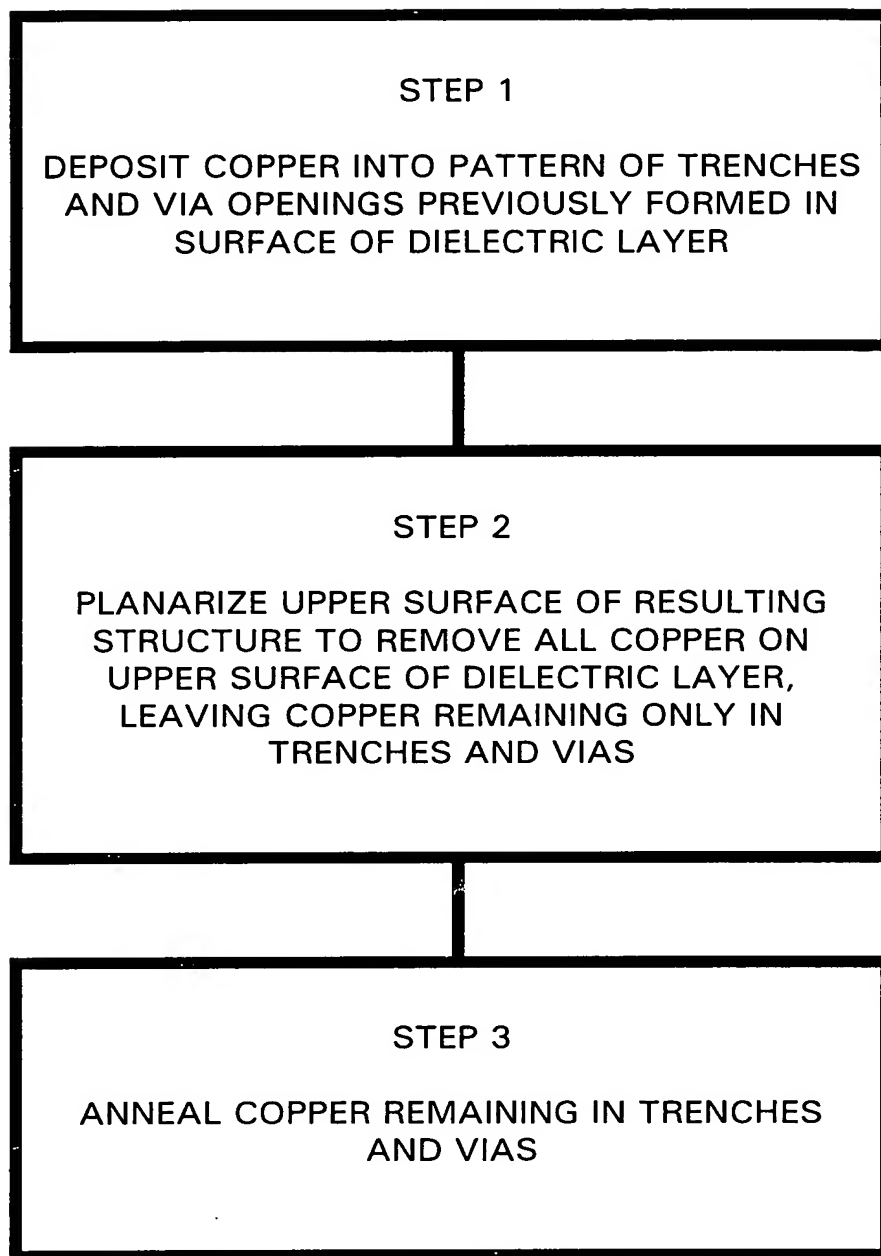 STEP 1
DEPOSIT COPPER INTO PATTERN OF TRENCHES
AND VIA OPENINGS PREVIOUSLY FORMED IN
SURFACE OF DIELECTRIC LAYER
STEP 2
PLANARIZE UPPER SURFACE OF RESULTING
STRUCTURE TO REMOVE ALL COPPER ON
UPPER SURFACE OF DIELECTRIC LAYER,
LEAVING COPPER REMAINING ONLY IN
TRENCHES AND VIAS
STEP 3
ANNEAL COPPER REMAINING IN TRENCHES
AND VIAS